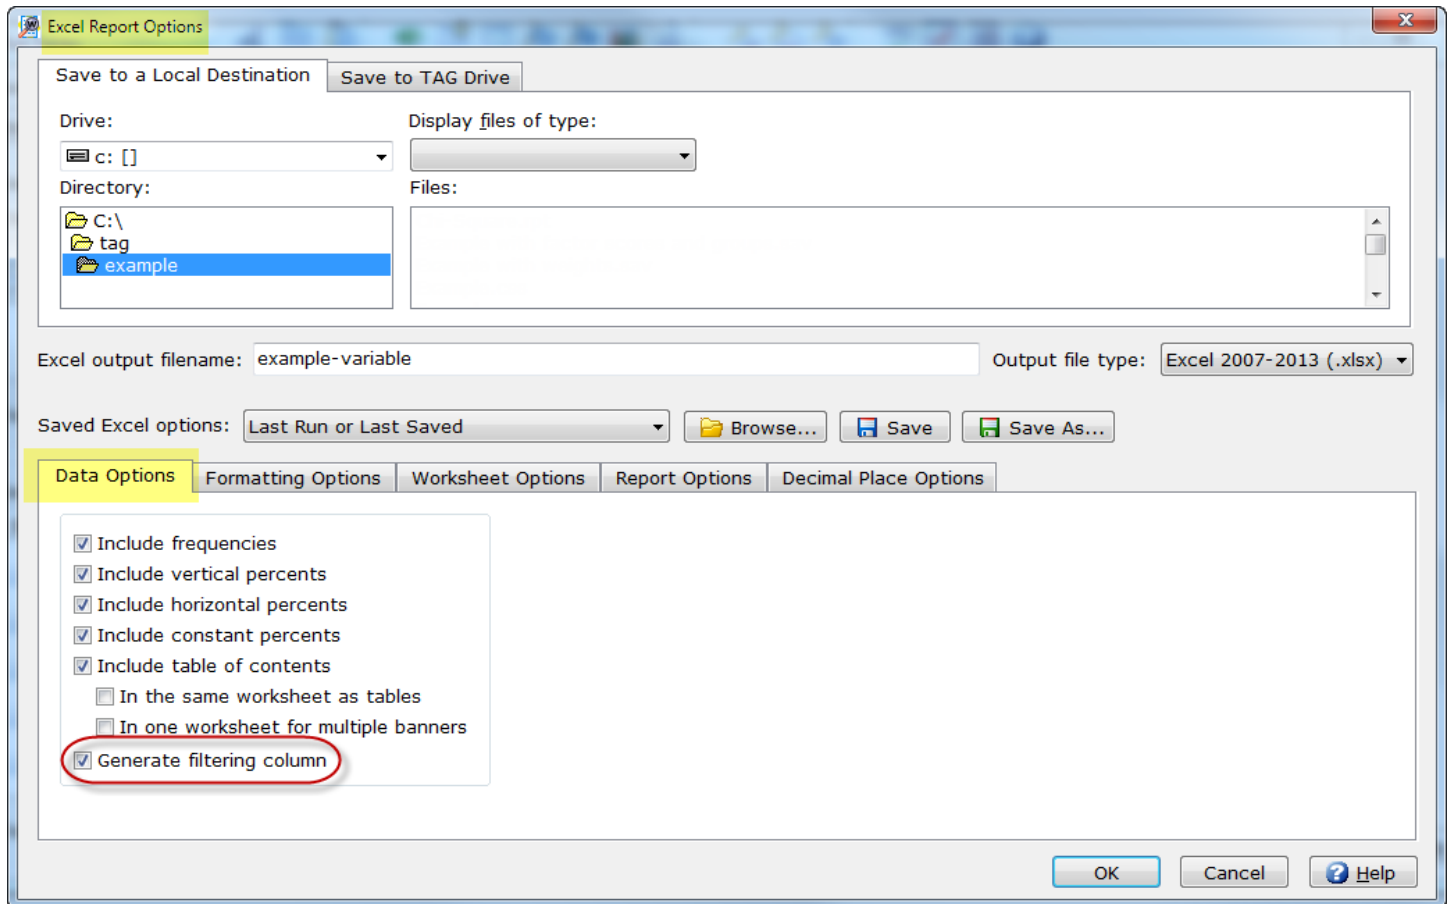 Excel Report Options
Save to a Local Destination Save to TAG Drive
Drive: Display files of type:
c: []
Directory: Files:
C:\
tag
example
Excel output filename: example-variable Output file type: Excel 2007-2013 (.xlsx)
Saved Excel options: Last Run or Last Saved Browse... Save Save As...
Data Options Formatting Options Worksheet Options Report Options Decimal Place Options
Include frequencies
Include vertical percents
Include horizontal percents
Include constant percents
Include table of contents
In the same worksheet as tables
In one worksheet for multiple banners
Generate filtering column
OK Cancel Help